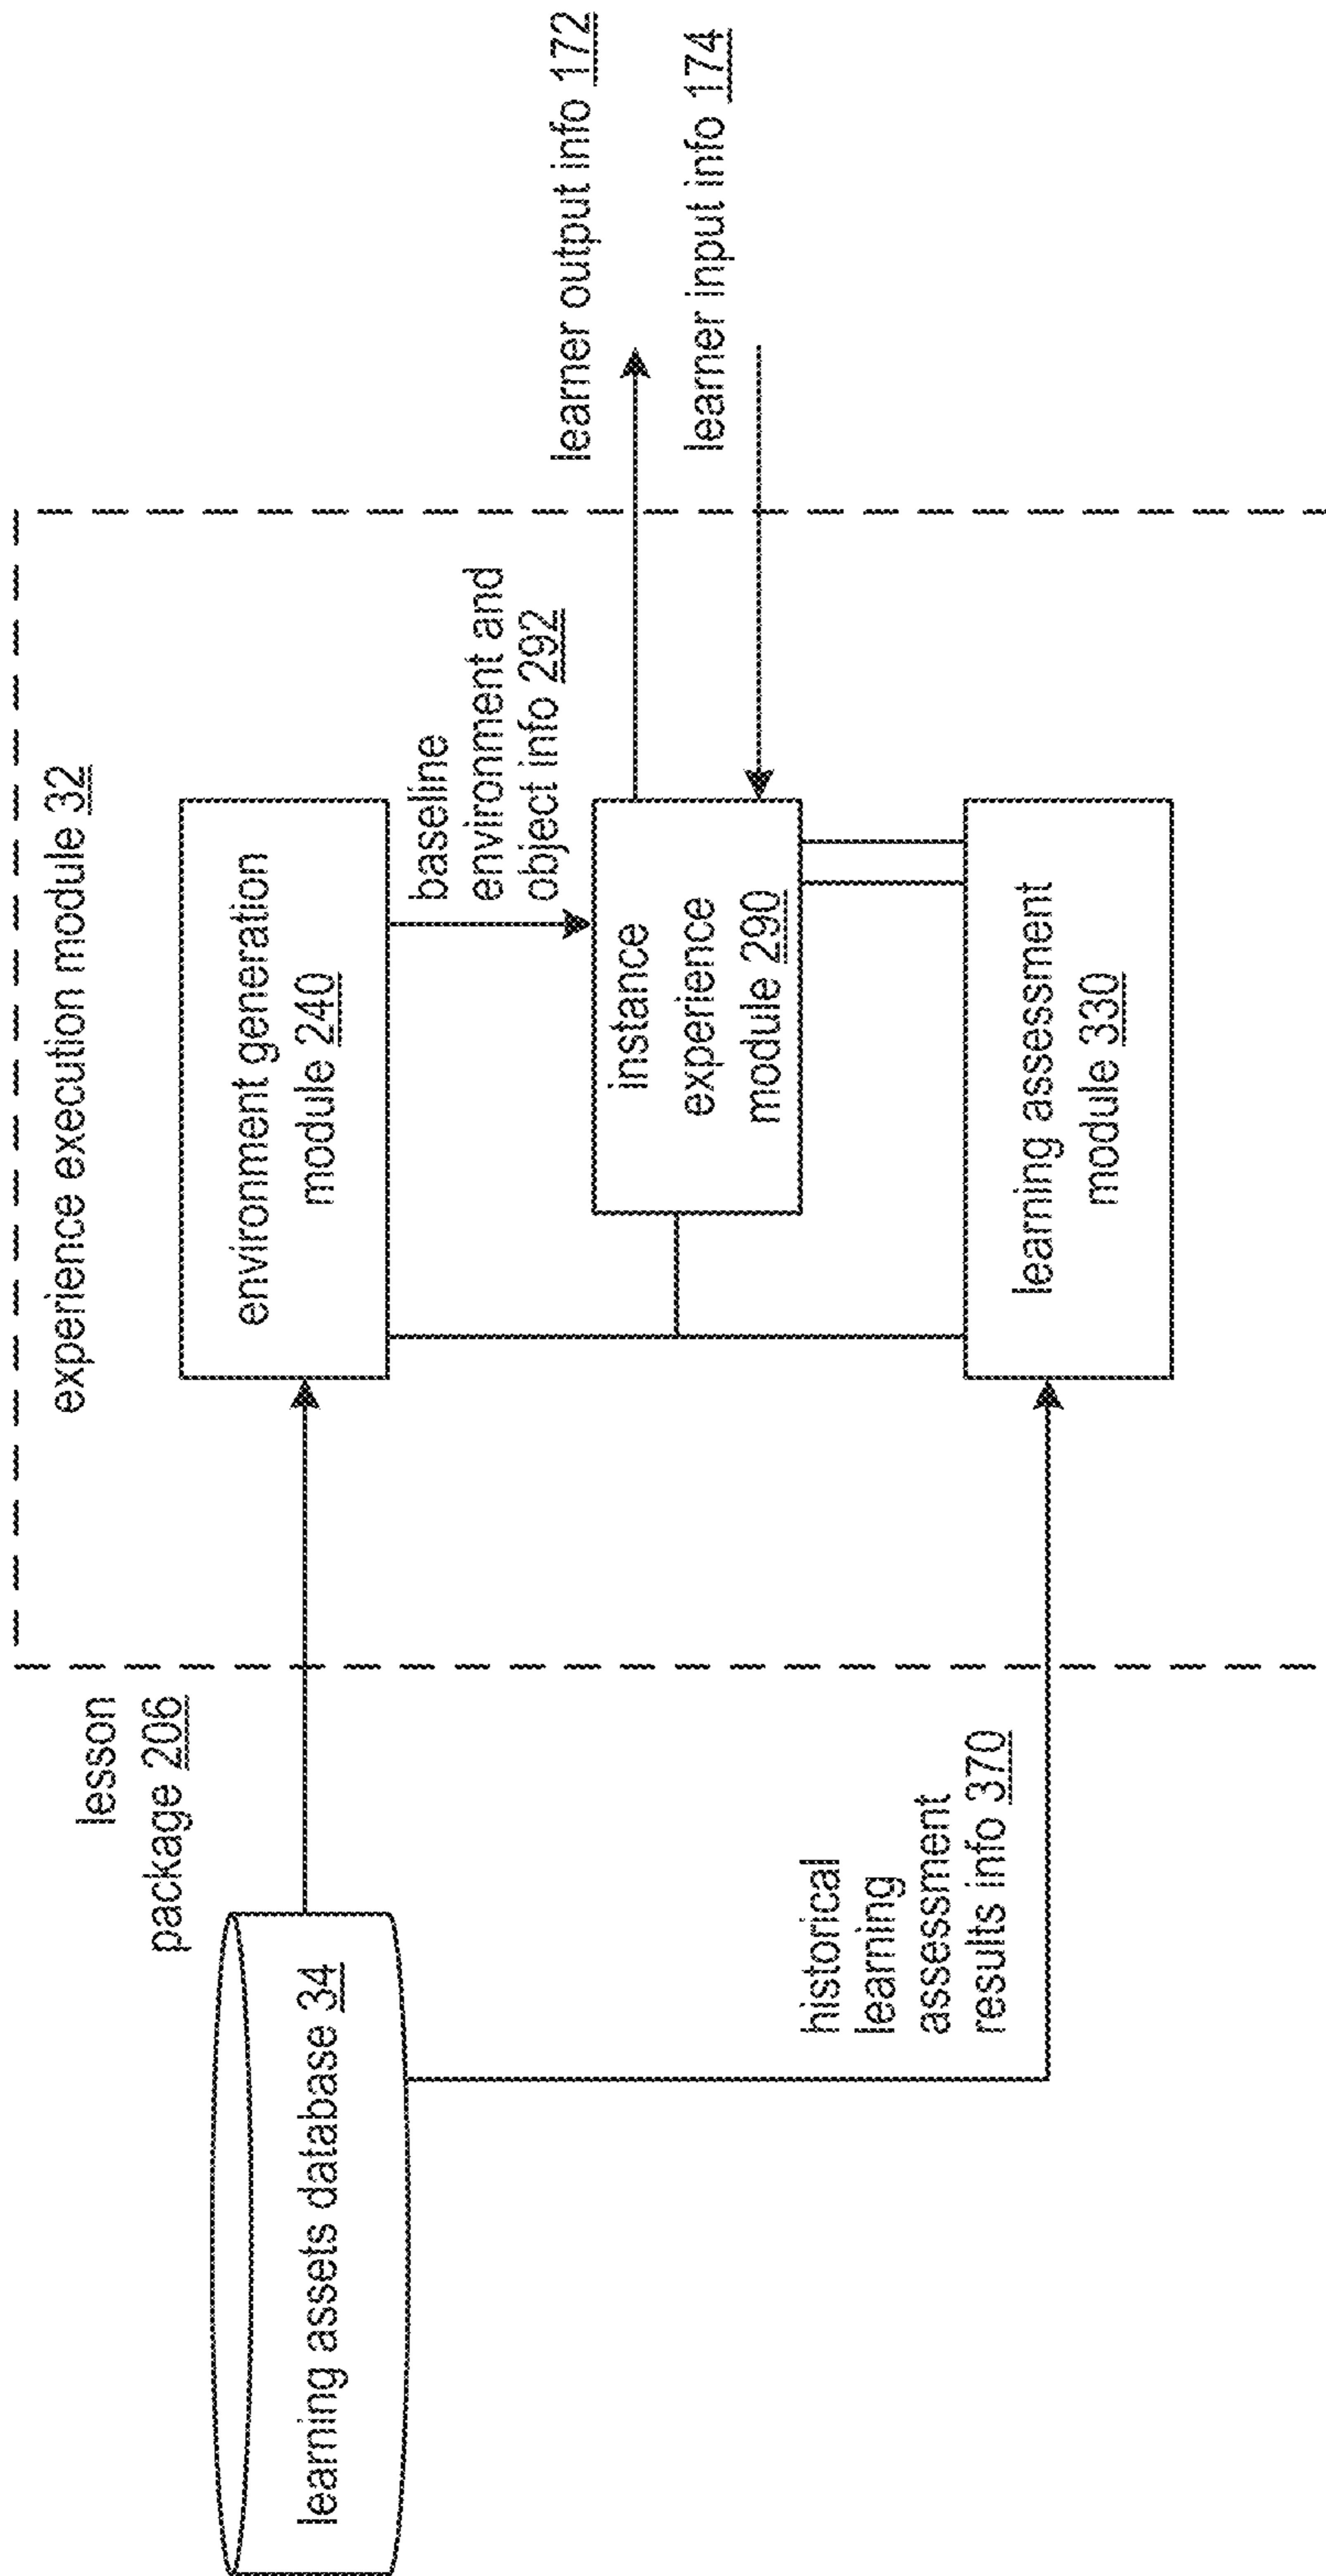 experience execution module 32
lesson
package 206
learning assets database 34
environment generation
module 240
baseline
environment and
object info 292
instance
experience
module 290
learner output info 172
learner input info 174
historical
learning
assessment
results info 370
learning assessment
module 330